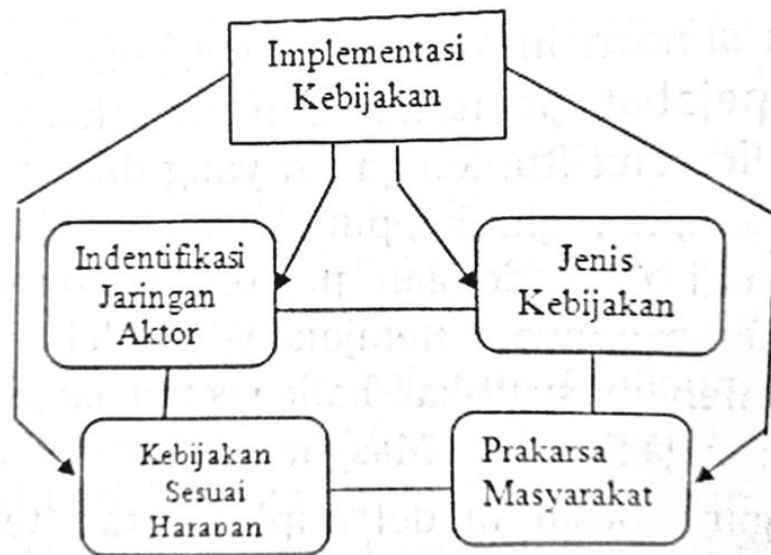 Implementasi
Kebijakan
Indentifikasi
Jaringan
Aktor
Jenis
Kebijakan
Kebijakan
Sesuai
Harapan
Prakarsa
Masyarakat